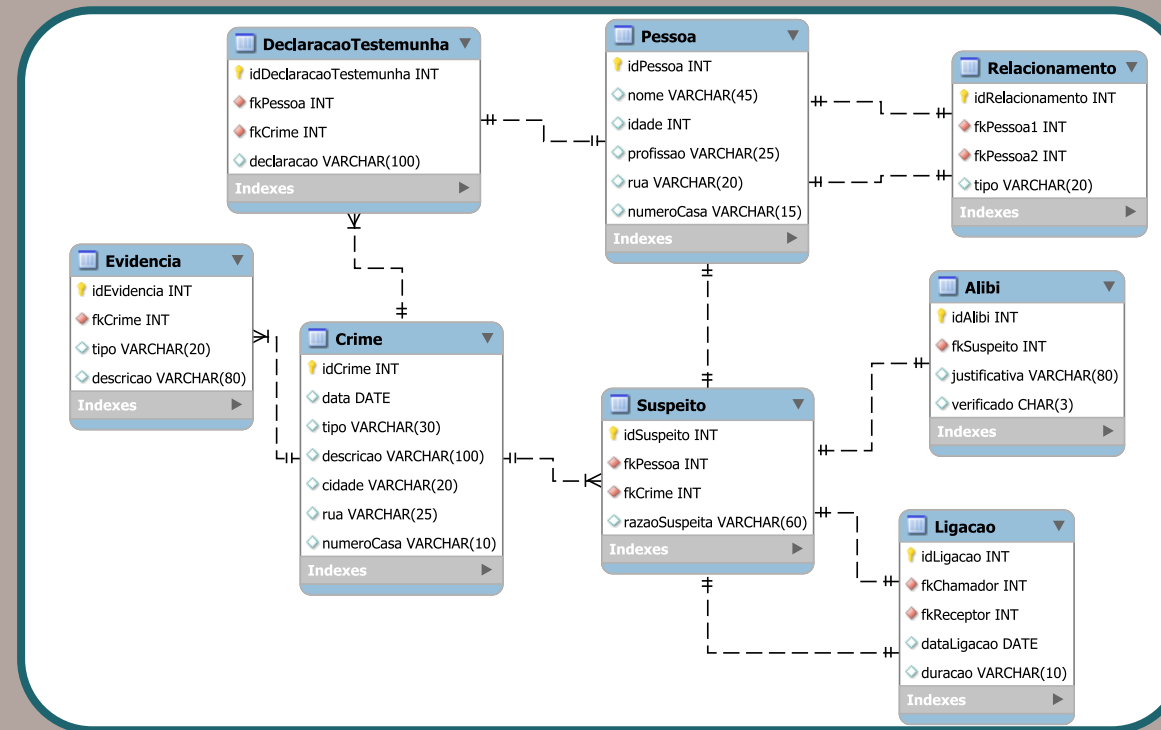 DeclaracaoTestemunha
idDeclaracaoTestemunha INT
fkPessoa INT
fkCrime INT
declaracao VARCHAR(100)
Indexes
Pessoa
idPessoa INT
nome VARCHAR(45)
idade INT
profissao VARCHAR(25)
rua VARCHAR(20)
numeroCasa VARCHAR(15)
Indexes
Relacionamento
idRelacionamento INT
fkPessoa1 INT
fkPessoa2 INT
tipo VARCHAR(20)
Indexes
Evidencia
idEvidencia INT
fkCrime INT
tipo VARCHAR(20)
descricao VARCHAR(80)
Indexes
Crime
idCrime INT
data DATE
tipo VARCHAR(30)
descricao VARCHAR(100)
cidade VARCHAR(20)
rua VARCHAR(25)
numeroCasa VARCHAR(10)
Indexes
Suspeito
idSuspeito INT
fkPessoa INT
fkCrime INT
razaoSuspeita VARCHAR(60)
Indexes
Alibi
idAlibi INT
fkSuspeito INT
justificativa VARCHAR(80)
verificado CHAR(3)
Indexes
Ligacao
idLigacao INT
fkChamador INT
fkReceptor INT
dataLigacao DATE
duracao VARCHAR(10)
Indexes